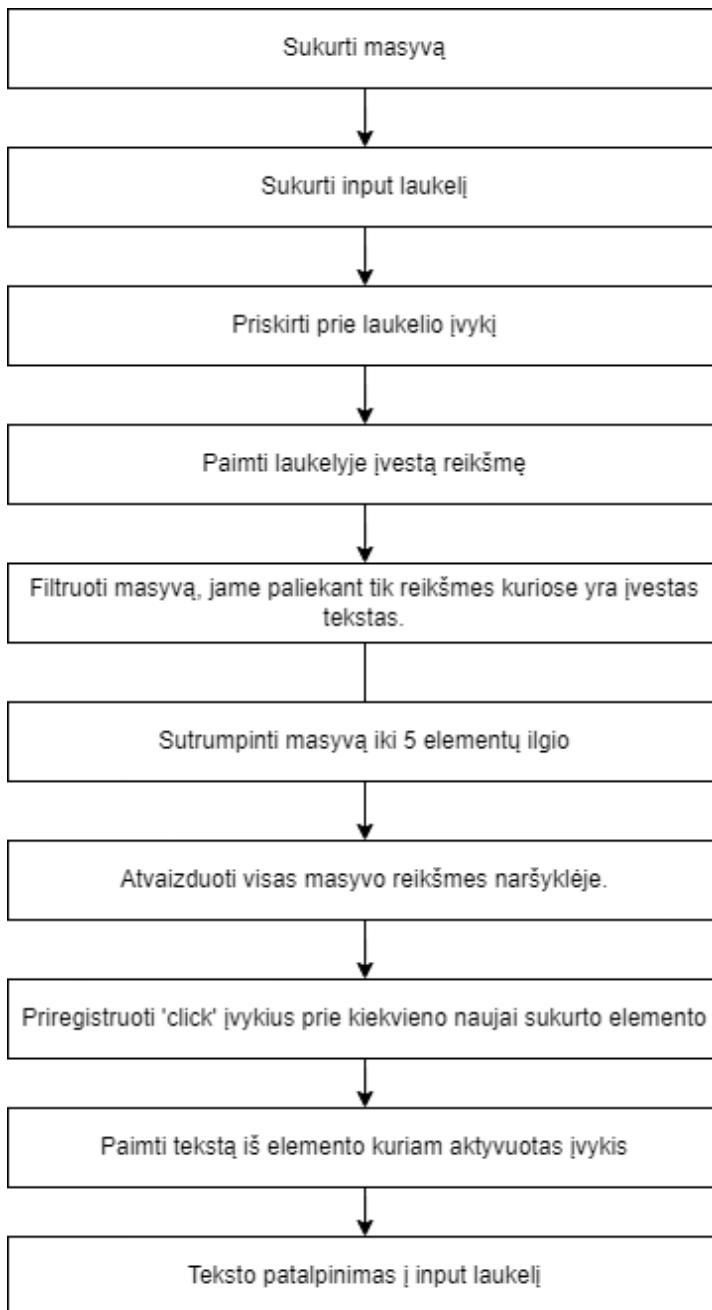 Sukurti masyvą
Sukurti input laukelį
Priskirti prie laukelio įvykį
Paimti laukelyje įvestą reikšmę
Filtruoti masyvą, jame paliekant tik reikšmes kuriose yra įvestas
tekstas.
Sutrumpinti masyvą iki 5 elementų ilgio
Atvaizduoti visas masyvo reikšmes naršyklėje.
Priregistruoti 'click' įvykius prie kiekvieno naujai sukurto elemento
Paimti tekstą iš elemento kuriam aktyvuotas įvykis
Teksto patalpinimas į input laukelį